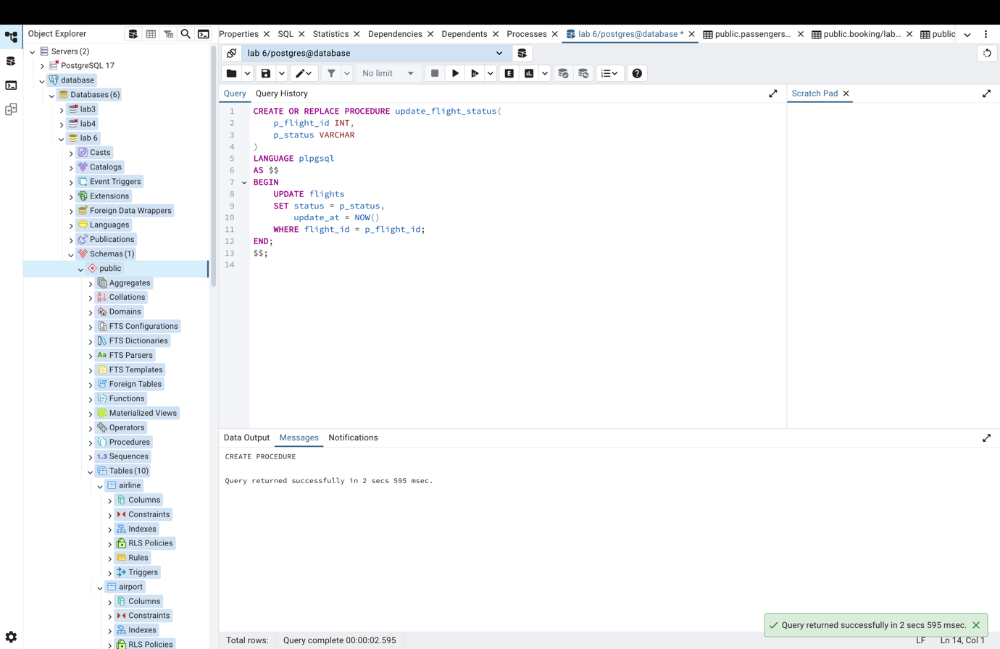 Object Explorer
Properties
SQL
Statistics
Dependencies
Dependents
Processes
lab 6/postgres@database *
public.passengers...
public.booking/lab...
public
Servers (2)
PostgreSQL 17
database
Databases (6)
lab3
lab4
lab 6
Casts
Catalogs
Event Triggers
Extensions
Foreign Data Wrappers
Languages
Publications
Schemas (1)
public
Aggregates
Collations
Domains
FTS Configurations
FTS Dictionaries
Aa FTS Parsers
FTS Templates
Foreign Tables
Functions
Materialized Views
Operators
Procedures
1..3 Sequences
Tables (10)
airline
Columns
Constraints
Indexes
RLS Policies
Rules
Triggers
airport
Columns
Constraints
Indexes
RLS Policies
lab 6/postgres@database
No limit
E
Query
Query History
Scratch Pad
1 CREATE OR REPLACE PROCEDURE update_flight_status(
2 p_flight_id INT,
3 p_status VARCHAR
4 )
5 LANGUAGE plpgsql
6 AS $$
7 BEGIN
8 UPDATE flights
9 SET status = p_status,
10 update_at = NOW()
11 WHERE flight_id = p_flight_id;
12 END;
13 $$;
14
Data Output
Messages
Notifications
CREATE PROCEDURE
Query returned successfully in 2 secs 595 msec.
Query returned successfully in 2 secs 595 msec.
Total rows:
Query complete 00:00:02.595
LF
Ln 14, Col 1